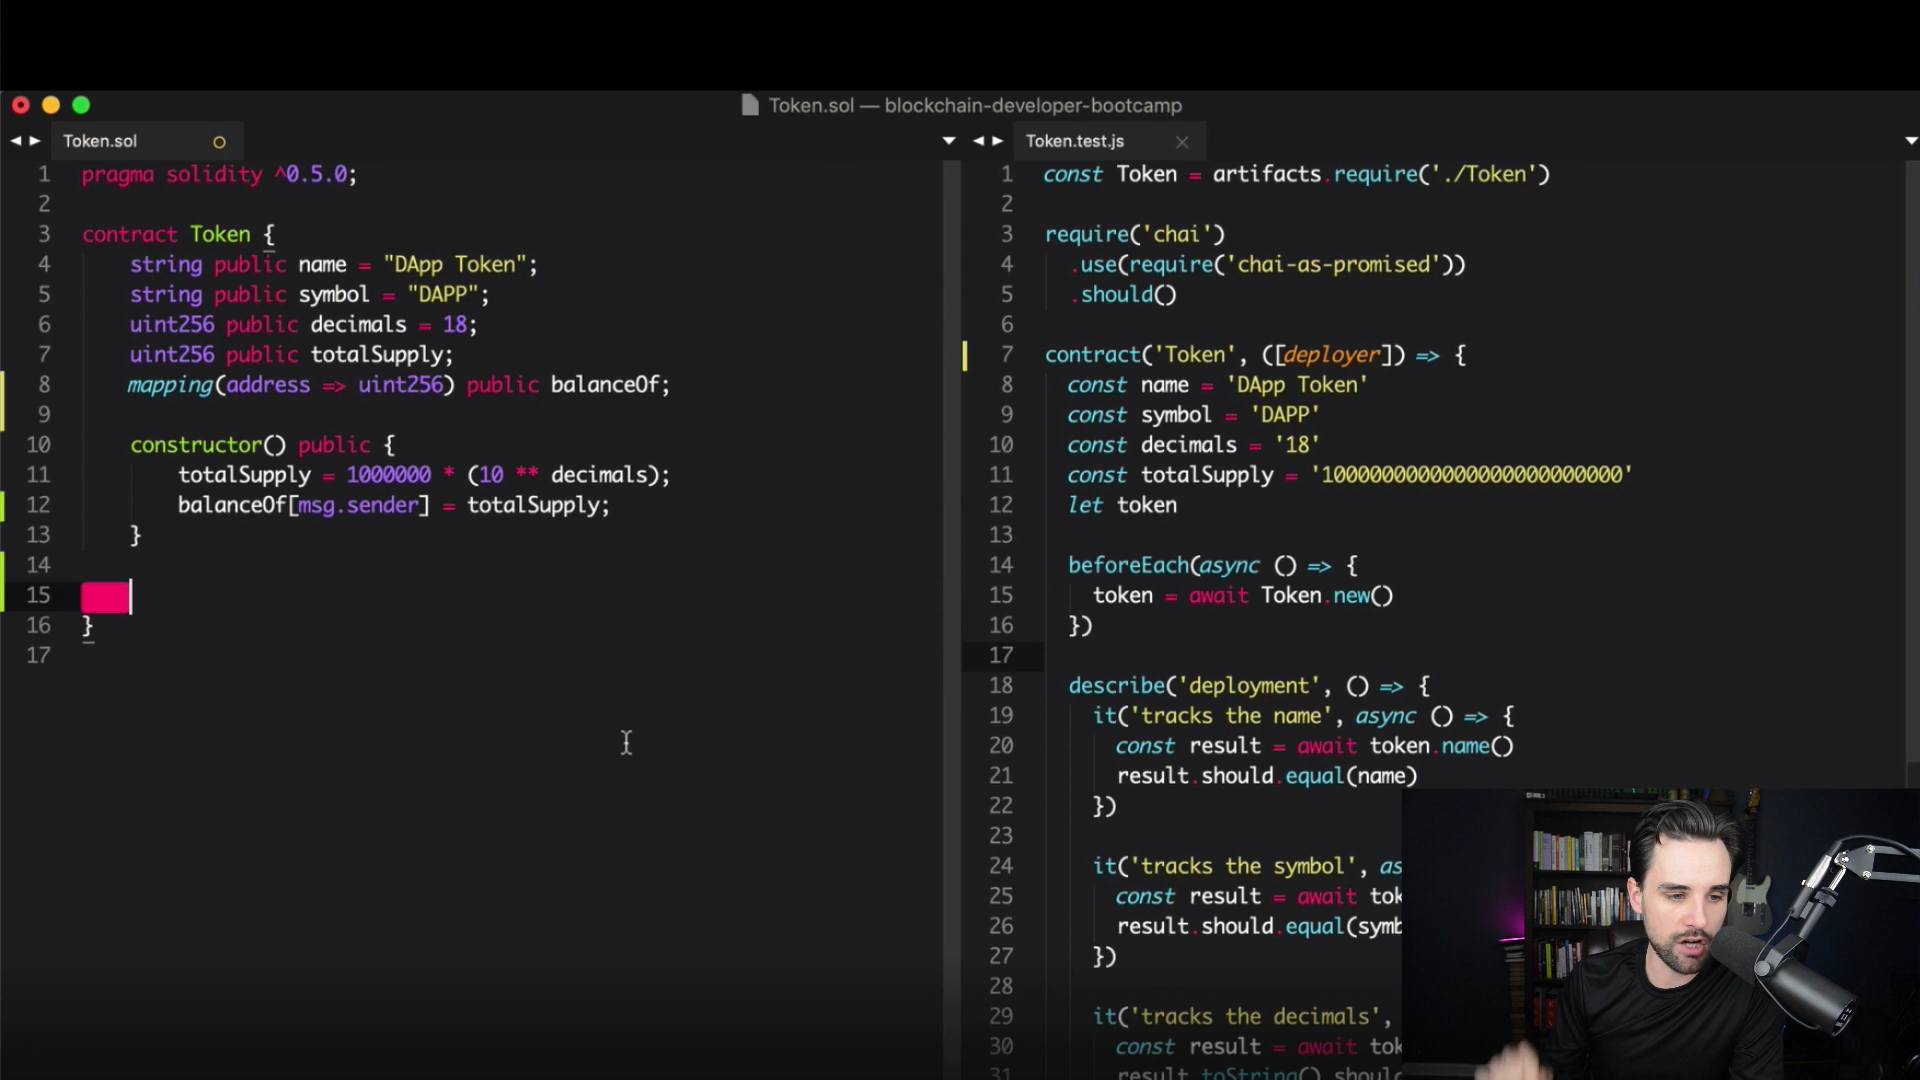 Token.sol — blockchain-developer-bootcamp
Token.sol
1 pragma solidity ^0.5.0;
2
3 contract Token {
4 string public name = "DApp Token";
5 string public symbol = "DAPP";
6 uint256 public decimals = 18;
7 uint256 public totalSupply;
8 mapping(address => uint256) public balanceOf;
9
10 constructor() public {
11 totalSupply = 1000000 * (10 ** decimals);
12 balanceOf[msg.sender] = totalSupply;
13 }
14
15
16 }
17
Token.test.js
1 const Token = artifacts.require('./Token')
2
3 require('chai')
4 .use(require('chai-as-promised'))
5 .should()
6
7 contract('Token', ([deployer]) => {
8 const name = 'DApp Token'
9 const symbol = 'DAPP'
10 const decimals = '18'
11 const totalSupply = '1000000000000000000000000'
12 let token
13
14 beforeEach(async () => {
15 token = await Token.new()
16 })
17
18 describe('deployment', () => {
19 it('tracks the name', async () => {
20 const result = await token.name()
21 result.should.equal(name)
22 })
23
24 it('tracks the symbol', as
25 const result = await tok
26 result.should.equal(symb
27 })
28
29 it('tracks the decimals',
30 const result = await tok
31 result.toString().shoul